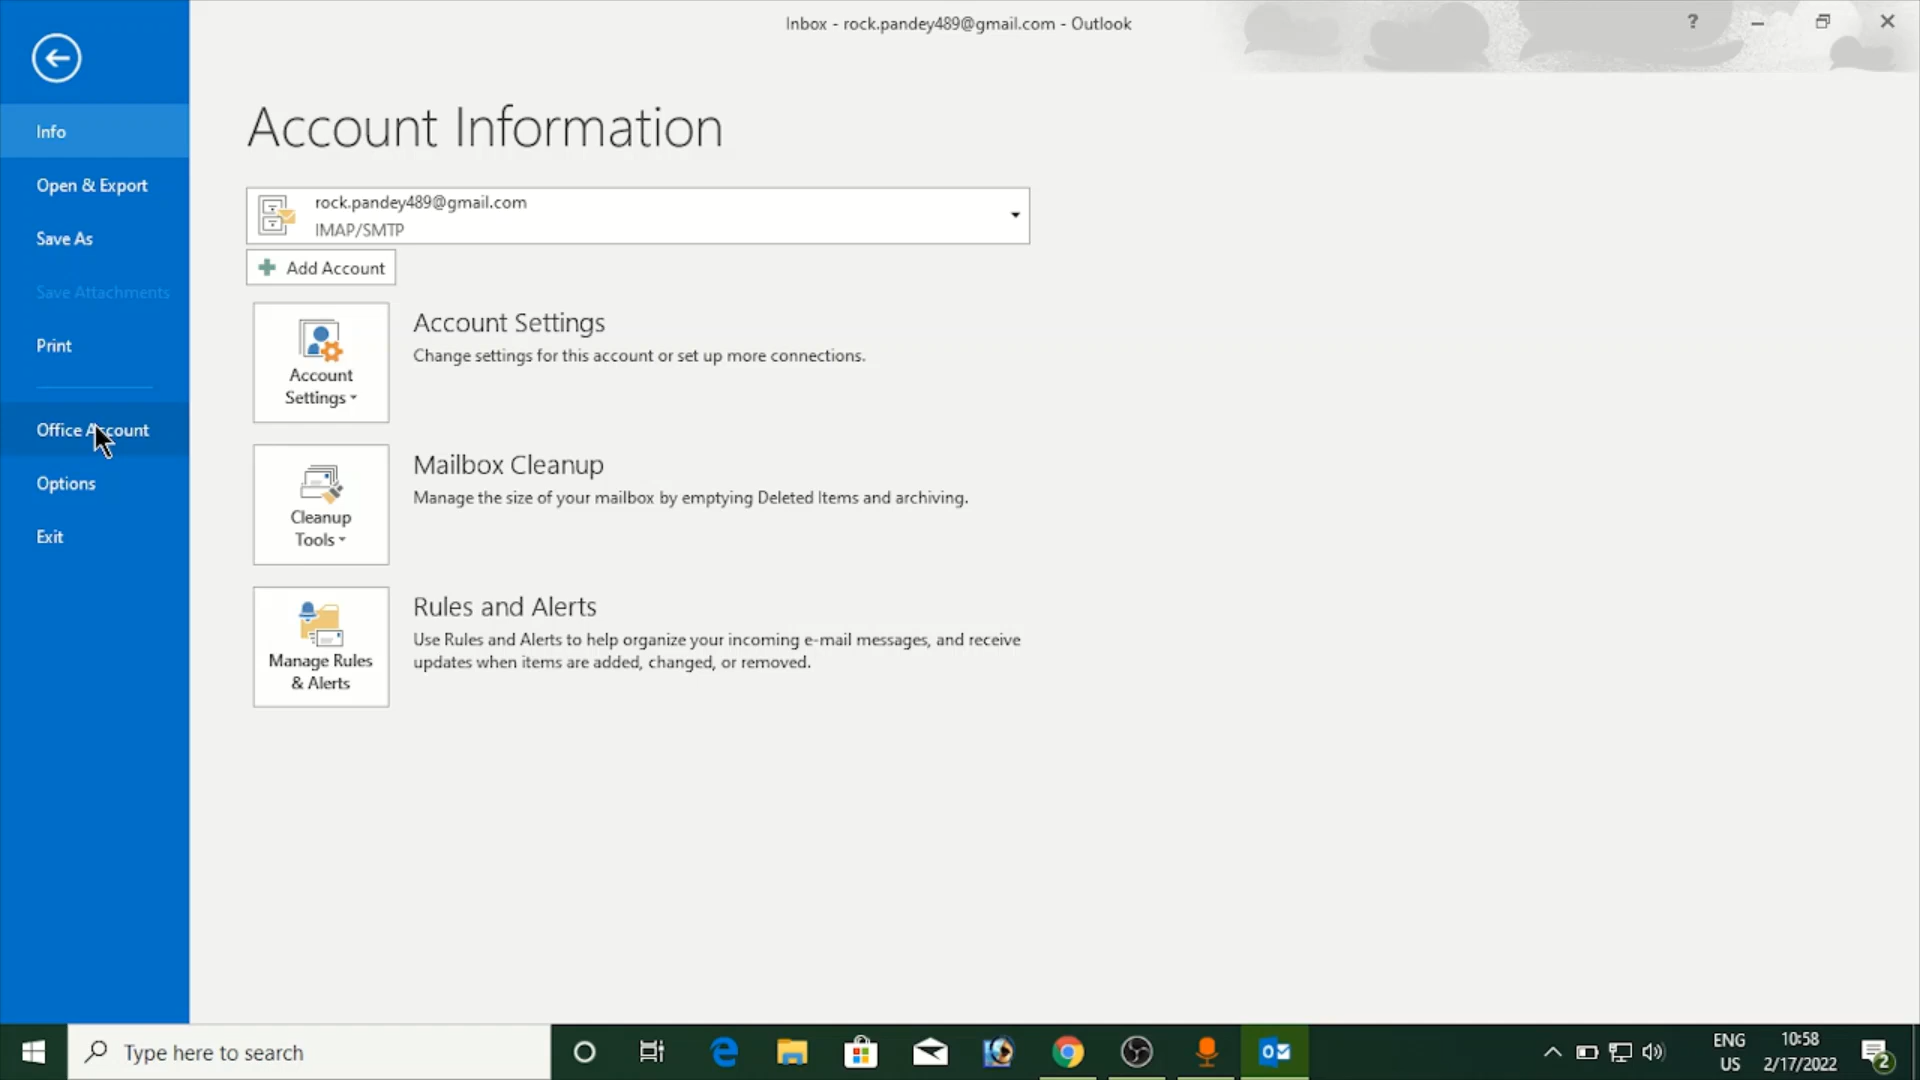 Inbox - rock.pandey489@gmail.com - Outlook
?
Info
Open & Export
Save As
Save Attachments
Print
Office Account
Options
Exit
Account Information
rock.pandey489@gmail.com
IMAP/SMTP
Add Account
Account
Settings
Account Settings
Change settings for this account or set up more connections.
Cleanup
Tools
Mailbox Cleanup
Manage the size of your mailbox by emptying Deleted Items and archiving.
Manage Rules
& Alerts
Rules and Alerts
Use Rules and Alerts to help organize your incoming e-mail messages, and receive
updates when items are added, changed, or removed.
Type here to search
ENG
US
10:58
2/17/2022
2